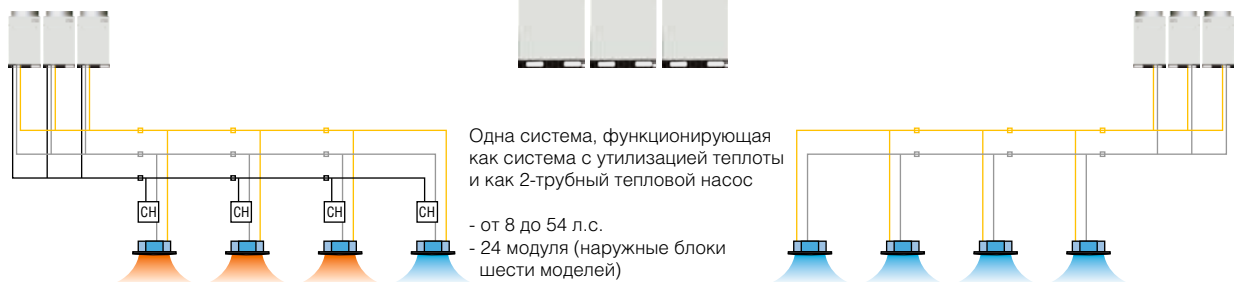 Одна система, функционирующая
как система с утилизацией теплоты
и как 2-трубный тепловой насос
- от 8 до 54 л.с.
- 24 модуля (наружные блоки
шести моделей)
CH
CH
CH
CH